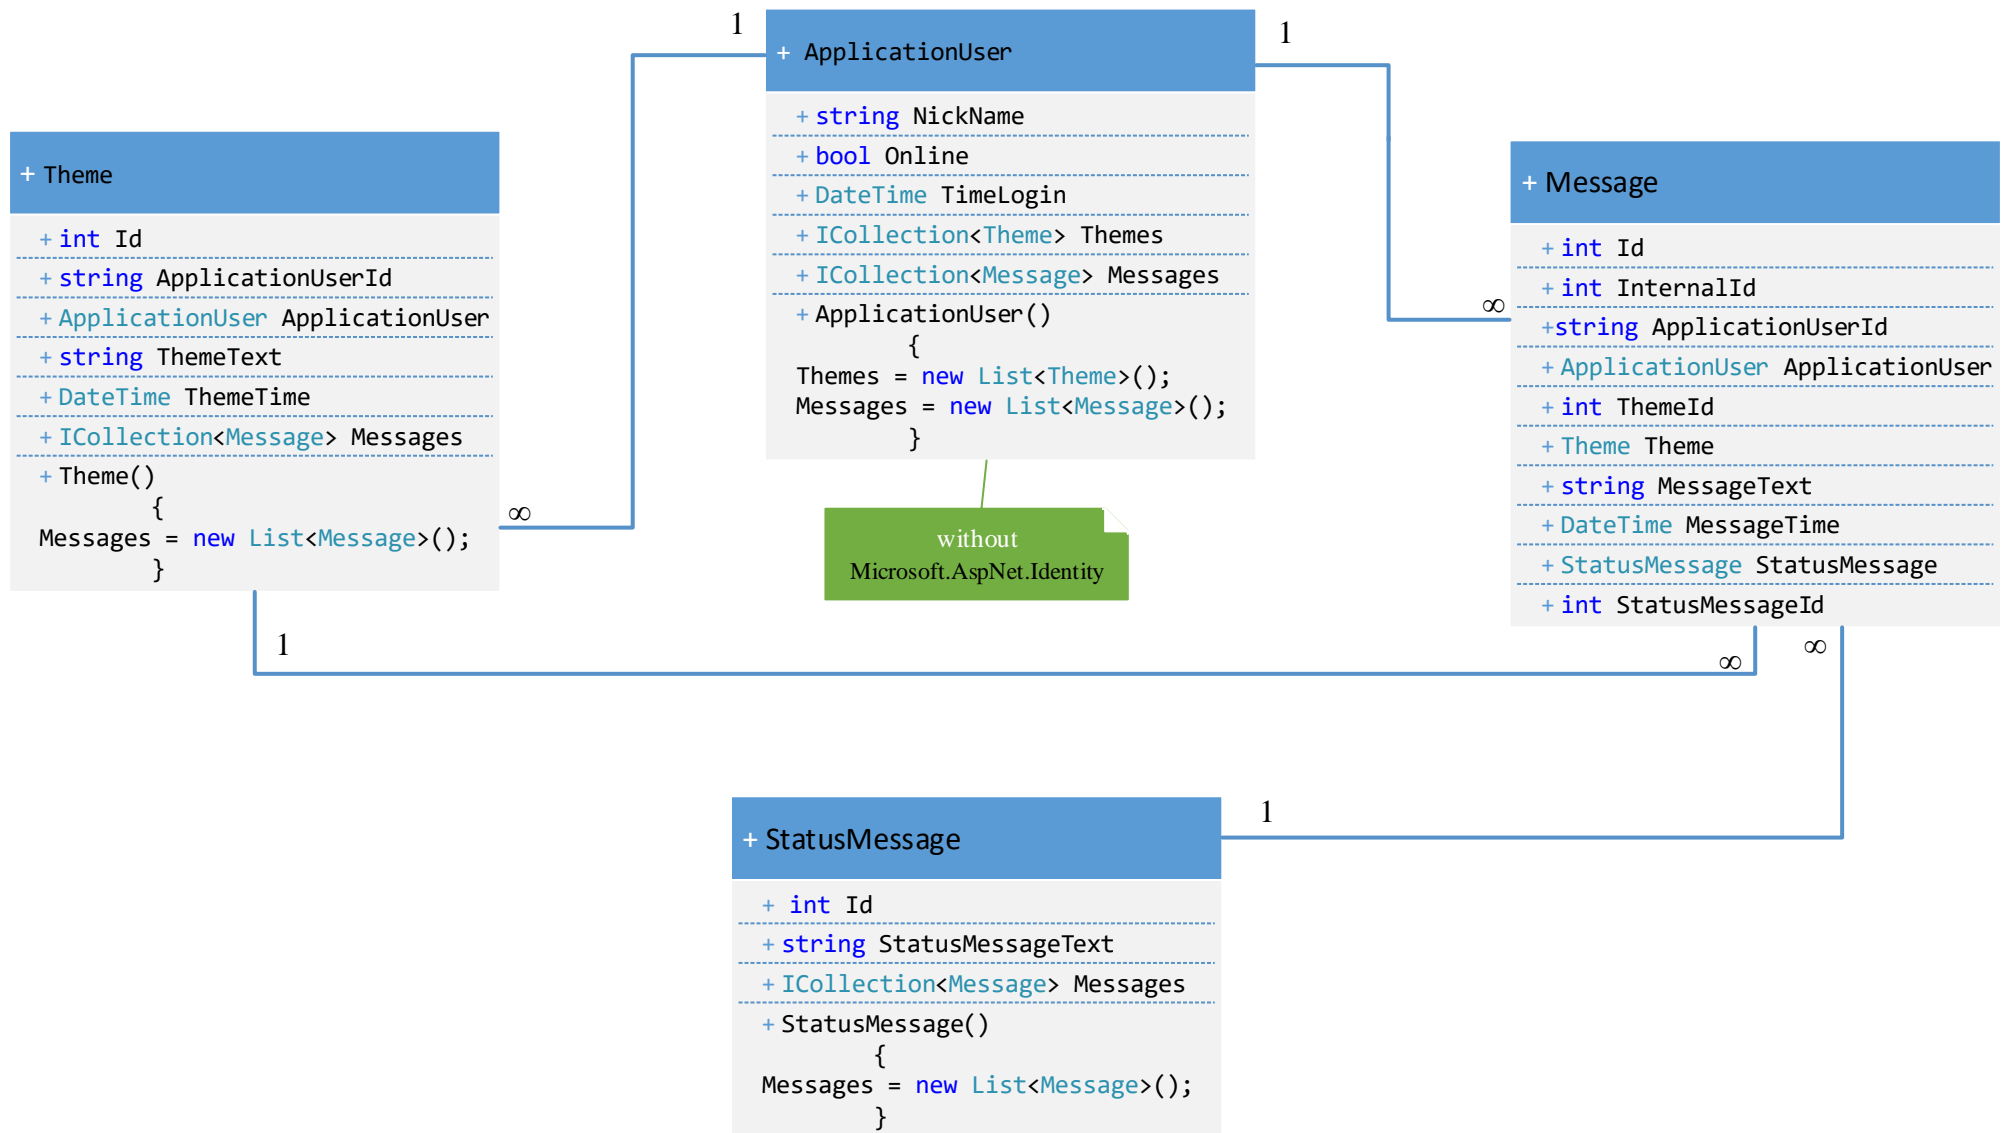 1
+ ApplicationUser
1
+ string NickName
+ bool Online
+ DateTime TimeLogin
+ ICollection<Theme> Themes
+ ICollection<Message> Messages
+ ApplicationUser()
{
Themes = new List<Theme>();
Messages = new List<Message>();
}
without
Microsoft.AspNet.Identity
+ Theme
+ int Id
+ string ApplicationUserId
+ ApplicationUser ApplicationUser
+ string ThemeText
+ DateTime ThemeTime
+ ICollection<Message> Messages
+ Theme()
{
Messages = new List<Message>();
}
∞
1
+ Message
+ int Id
+ int InternalId
+string ApplicationUserId
+ ApplicationUser ApplicationUser
+ int ThemeId
+ Theme Theme
+ string MessageText
+ DateTime MessageTime
+ StatusMessage StatusMessage
+ int StatusMessageId
∞
∞
∞
+ StatusMessage
1
+ int Id
+ string StatusMessageText
+ ICollection<Message> Messages
+ StatusMessage()
{
Messages = new List<Message>();
}